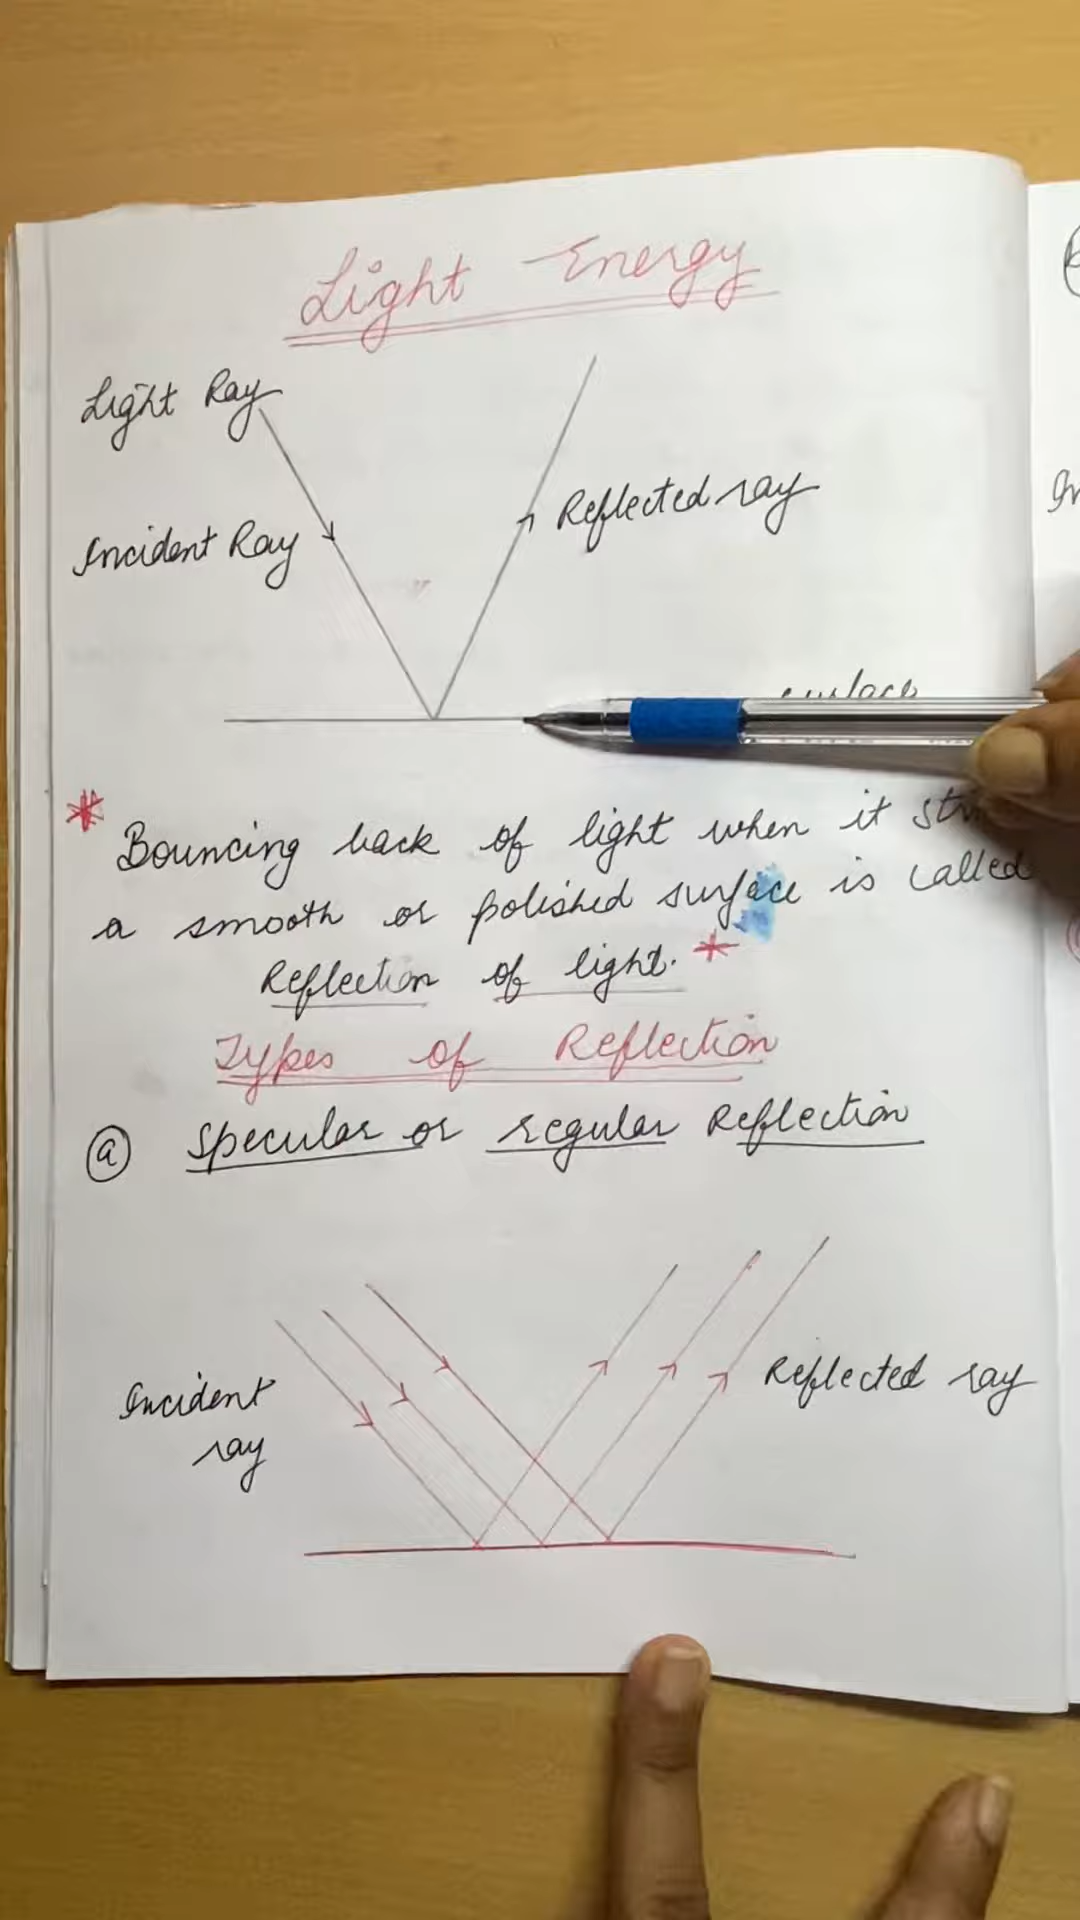 Light Energy
Light Ray
Incident Ray
Reflected ray
surface
* Bouncing back of light when it
a smooth or polished surface is called
Reflection of light. *
Types of Reflection
(a) Specular or regular Reflection
Incident
ray
Reflected ray